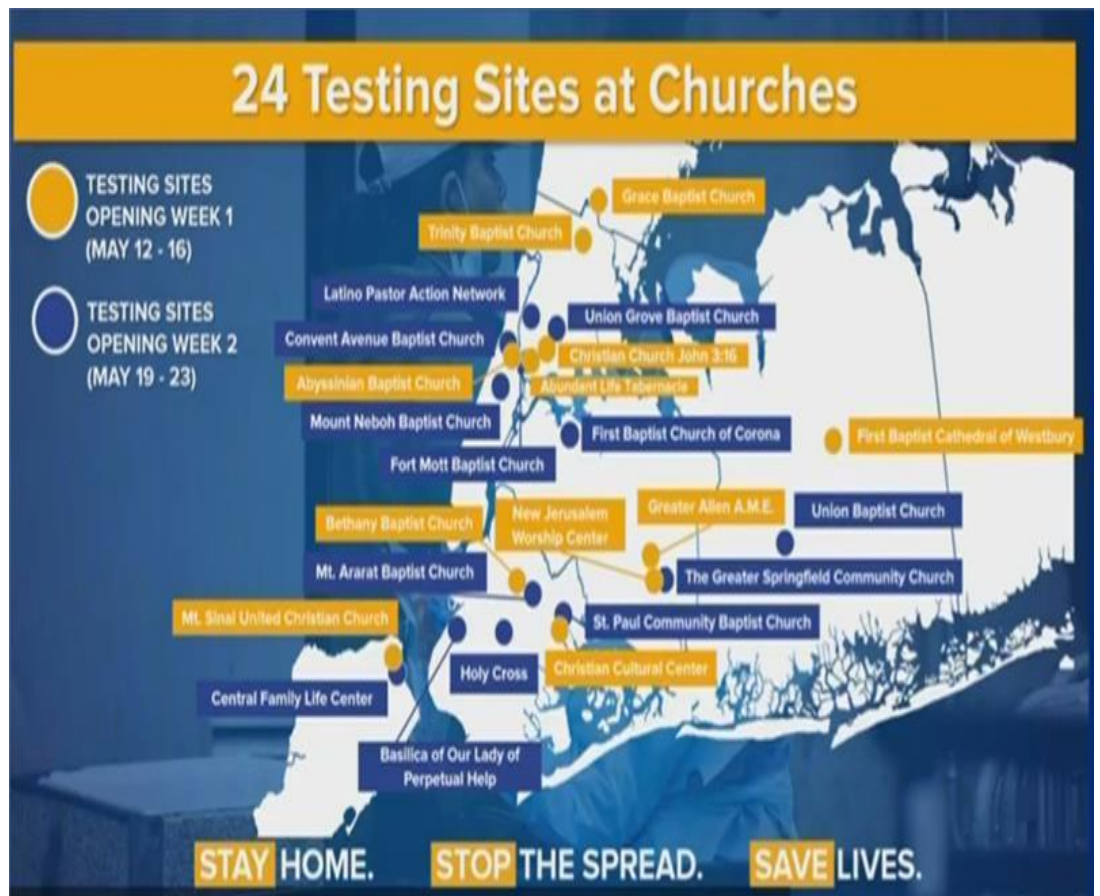 24 Testing Sites at Churches
TESTING SITES
OPENING WEEK 1
(MAY 12 - 16)
TESTING SITES
OPENING WEEK 2
(MAY 19 - 23)
Grace Baptist Church
Trinity Baptist Church
Latino Pastor Action Network
Union Grove Baptist Church
Convent Avenue Baptist Church
Christian Church John 3:16
Abyssinian Baptist Church
Abundant Life Tabernacle
Mount Neboh Baptist Church
First Baptist Church of Corona
First Baptist Cathedral of Westbury
Fort Mott Baptist Church
Greater Allen A.M.E.
Union Baptist Church
Bethany Baptist Church
New Jerusalem
Worship Center
Mt. Ararat Baptist Church
The Greater Springfield Community Church
Mt. Sinai United Christian Church
St. Paul Community Baptist Church
Holy Cross
Christian Cultural Center
Central Family Life Center
Basilica of Our Lady of
Perpetual Help
STAY HOME. STOP THE SPREAD. SAVE LIVES.